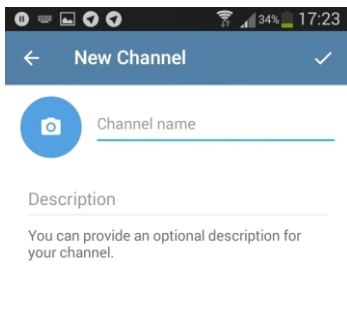 34% 17:23
New Channel
Channel name
Description
You can provide an optional description for
your channel.